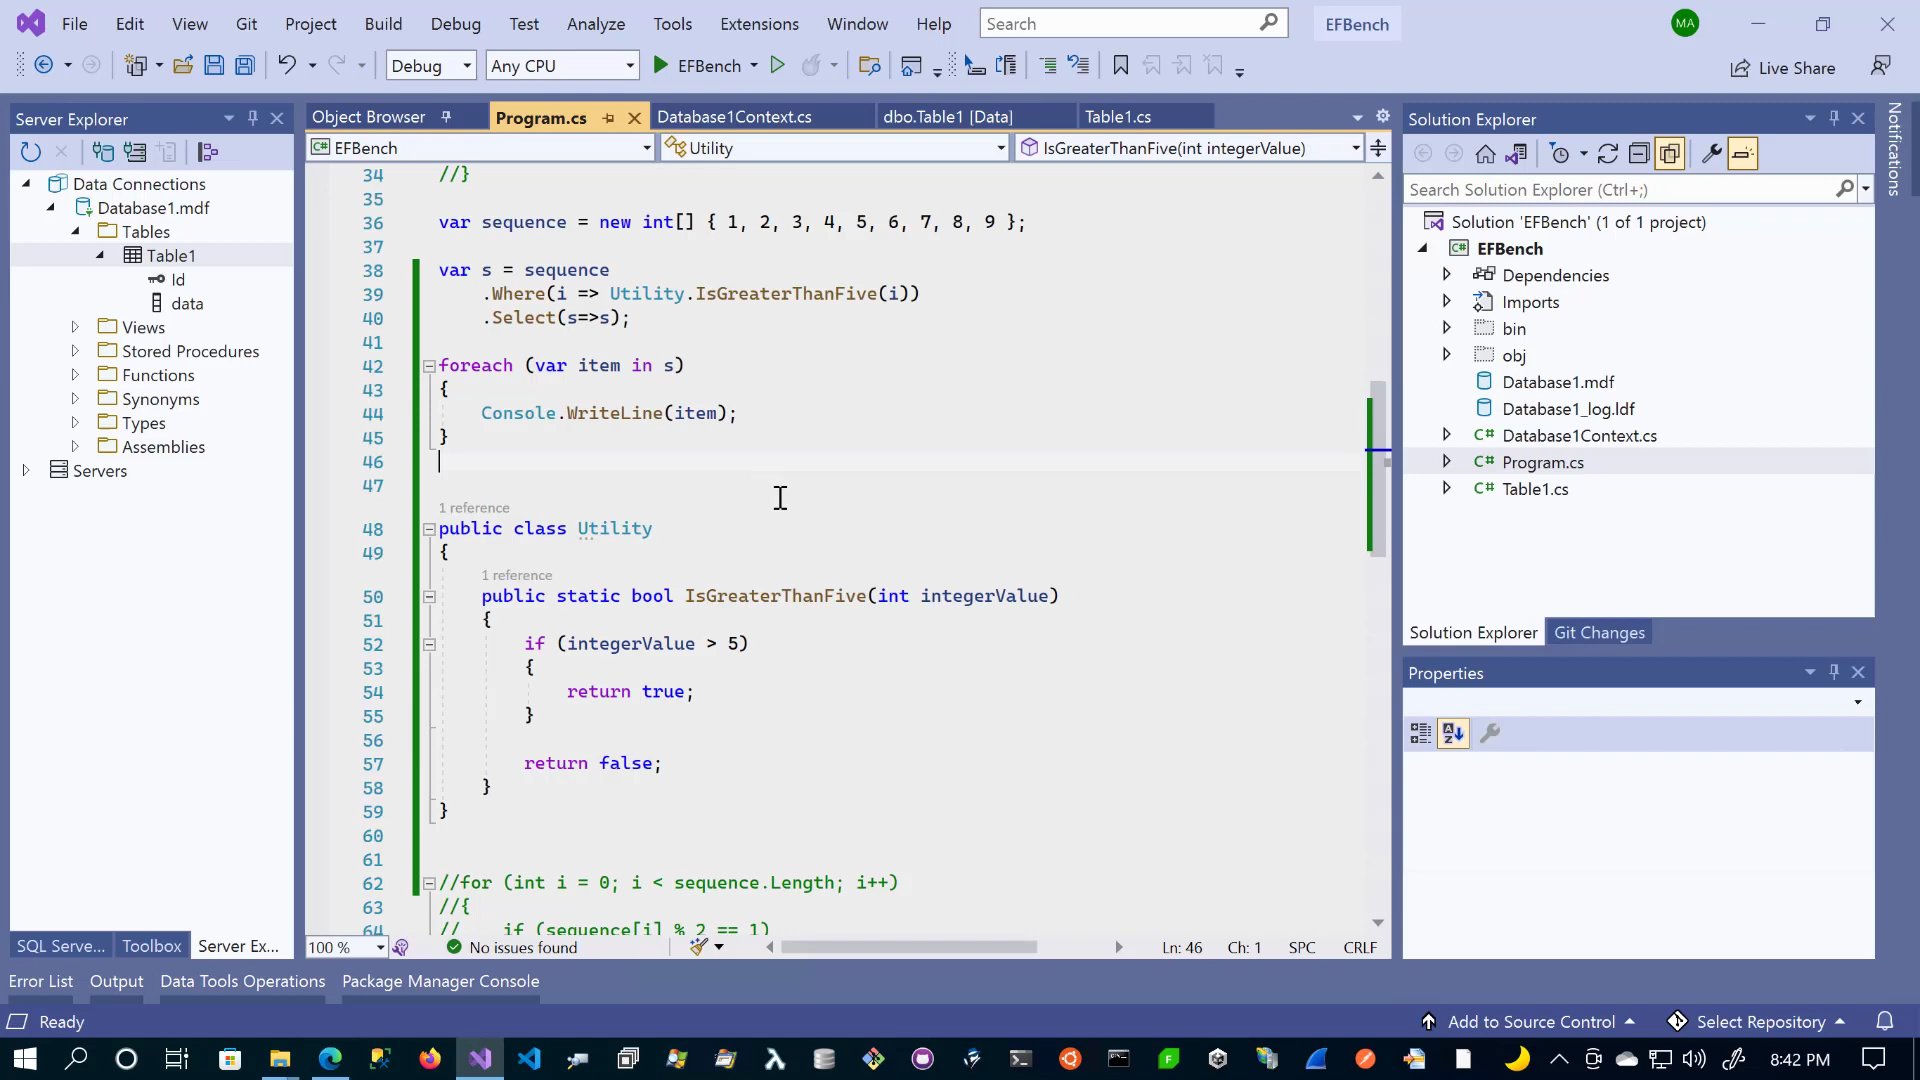 File Edit View Git Project Build Debug Test Analyze Tools Extensions Window Help Search EFBench MA
Debug Any CPU EFBench Live Share
Server Explorer
Data Connections
Database1.mdf
Tables
Table1
Id
data
Views
Stored Procedures
Functions
Synonyms
Types
Assemblies
Servers
SQL Serve... Toolbox Server Ex...
Object Browser Program.cs Database1Context.cs dbo.Table1 [Data] Table1.cs
C# EFBench Utility IsGreaterThanFive(int integerValue)
34 //}
35
36 var sequence = new int[] { 1, 2, 3, 4, 5, 6, 7, 8, 9 };
37
38 var s = sequence
39 .Where(i => Utility.IsGreaterThanFive(i))
40 .Select(s=>s);
41
42 foreach (var item in s)
43 {
44 Console.WriteLine(item);
45 }
46
47
1 reference
48 public class Utility
49 {
1 reference
50 public static bool IsGreaterThanFive(int integerValue)
51 {
52 if (integerValue > 5)
53 {
54 return true;
55 }
56
57 return false;
58 }
59 }
60
61
62 //for (int i = 0; i < sequence.Length; i++)
63 //{
64 // if (sequence[i] % 2 == 1)
100 % No issues found Ln: 46 Ch: 1 SPC CRLF
Solution Explorer
Search Solution Explorer (Ctrl+;)
Solution 'EFBench' (1 of 1 project)
C# EFBench
Dependencies
Imports
bin
obj
Database1.mdf
Database1_log.ldf
C# Database1Context.cs
C# Program.cs
C# Table1.cs
Solution Explorer Git Changes
Properties
Notifications
Error List Output Data Tools Operations Package Manager Console
Ready Add to Source Control Select Repository
8:42 PM